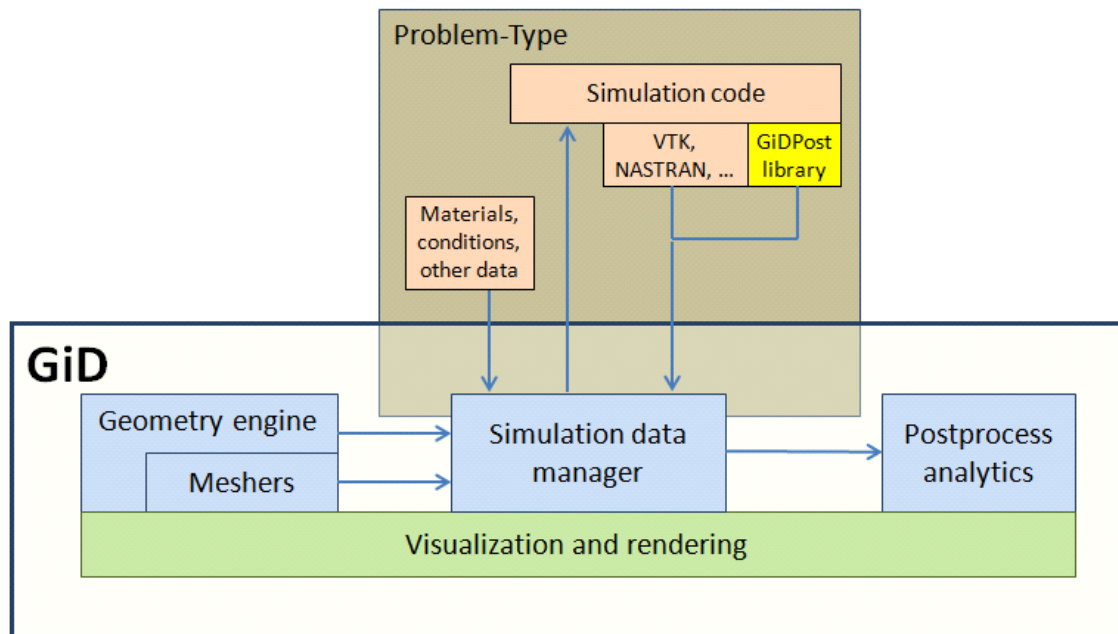 Problem-Type
Simulation code
VTK,
NASTRAN, ...
GiDPost
library
Materials,
conditions,
other data
GiD
Geometry engine
Meshers
Simulation data
manager
Postprocess
analytics
Visualization and rendering